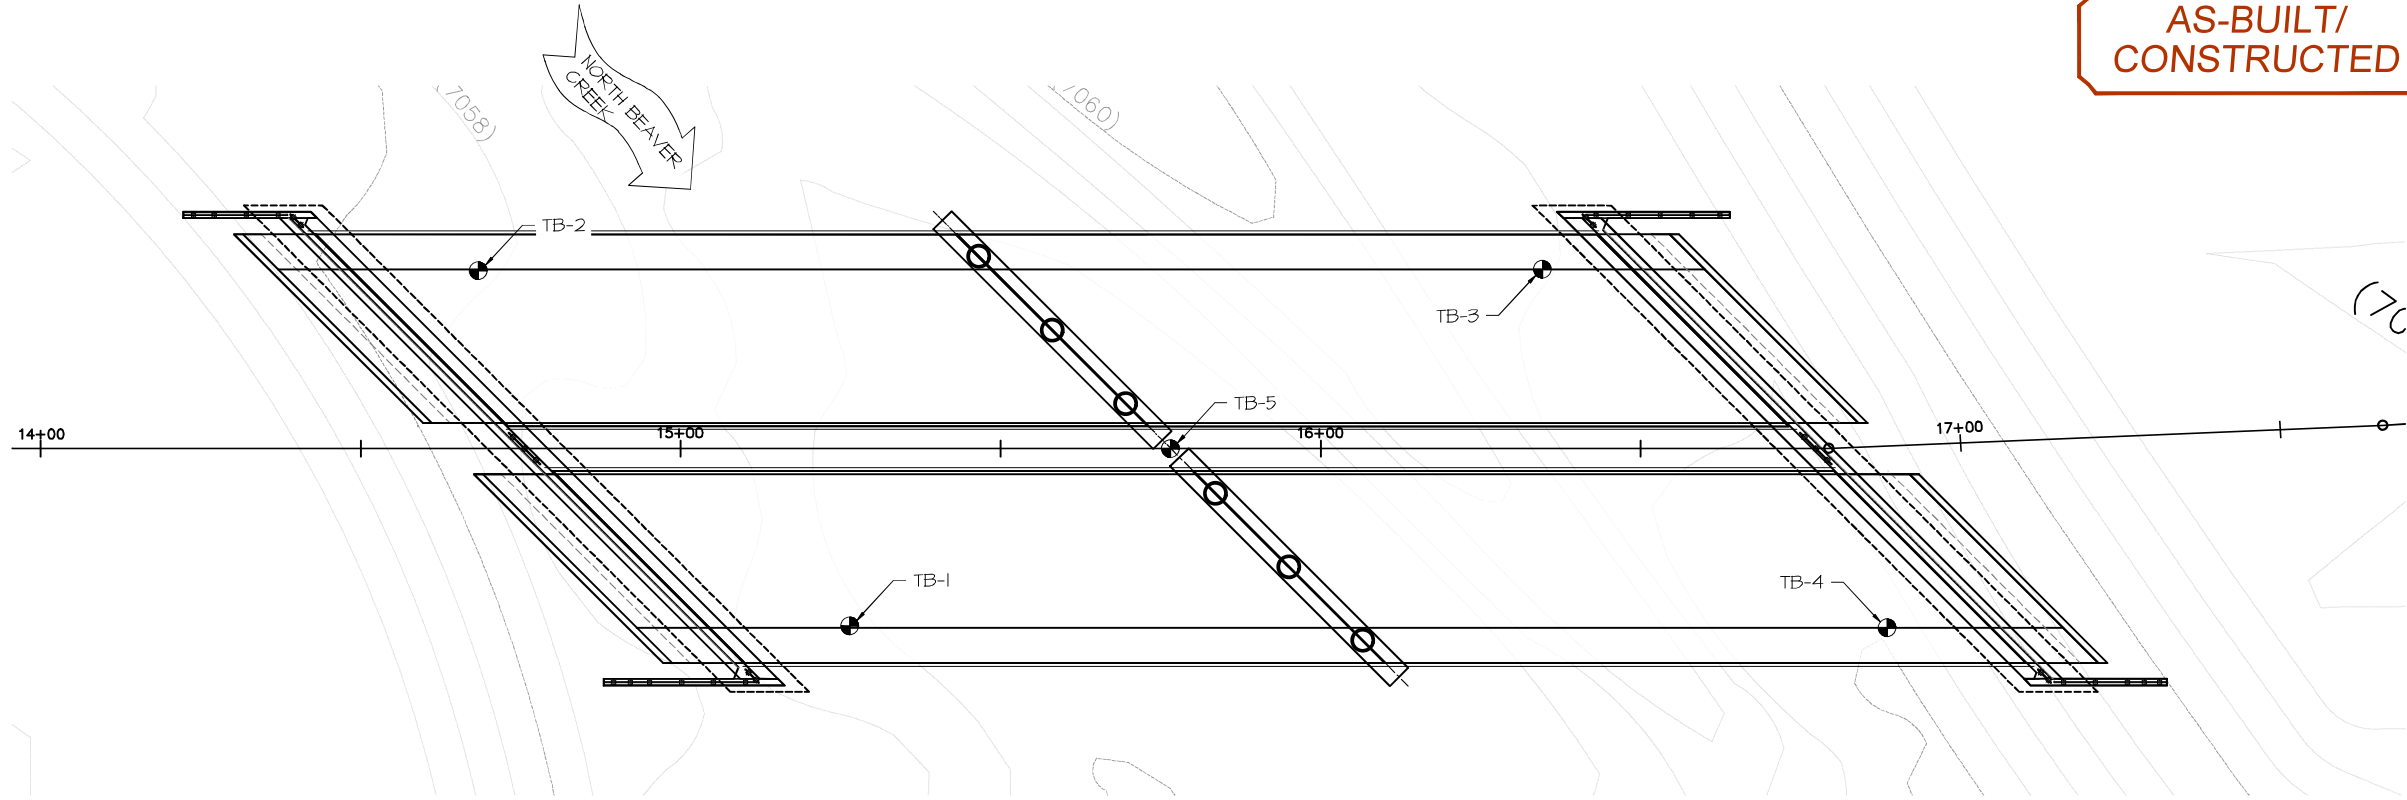 AS-BUILT/
CONSTRUCTED
NORTH BEAVER
CREEK
(7058)
(7060)
TB-2
TB-3
(70
TB-5
14+00
15+00
16+00
17+00
TB-1
TB-4